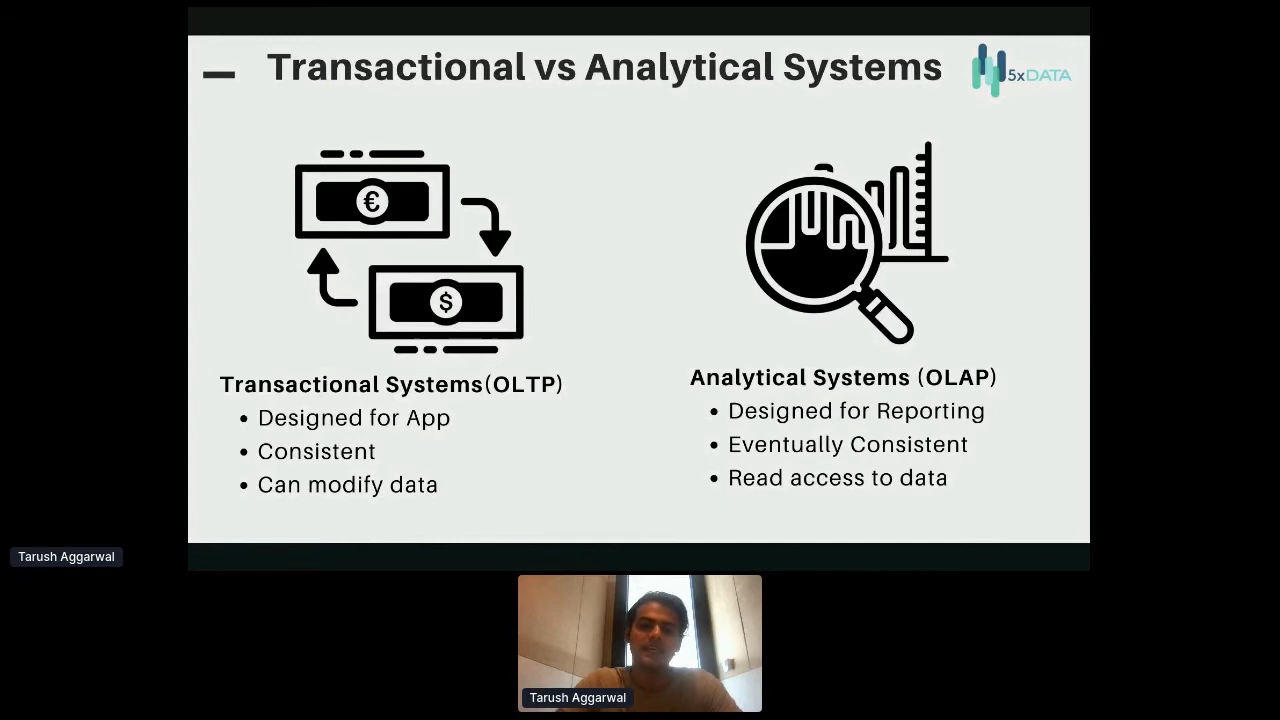 Transactional vs Analytical Systems
5xDATA
€
$
Transactional Systems(OLTP)
• Designed for App
• Consistent
• Can modify data
Analytical Systems (OLAP)
• Designed for Reporting
• Eventually Consistent
• Read access to data
Tarush Aggarwal
Tarush Aggarwal